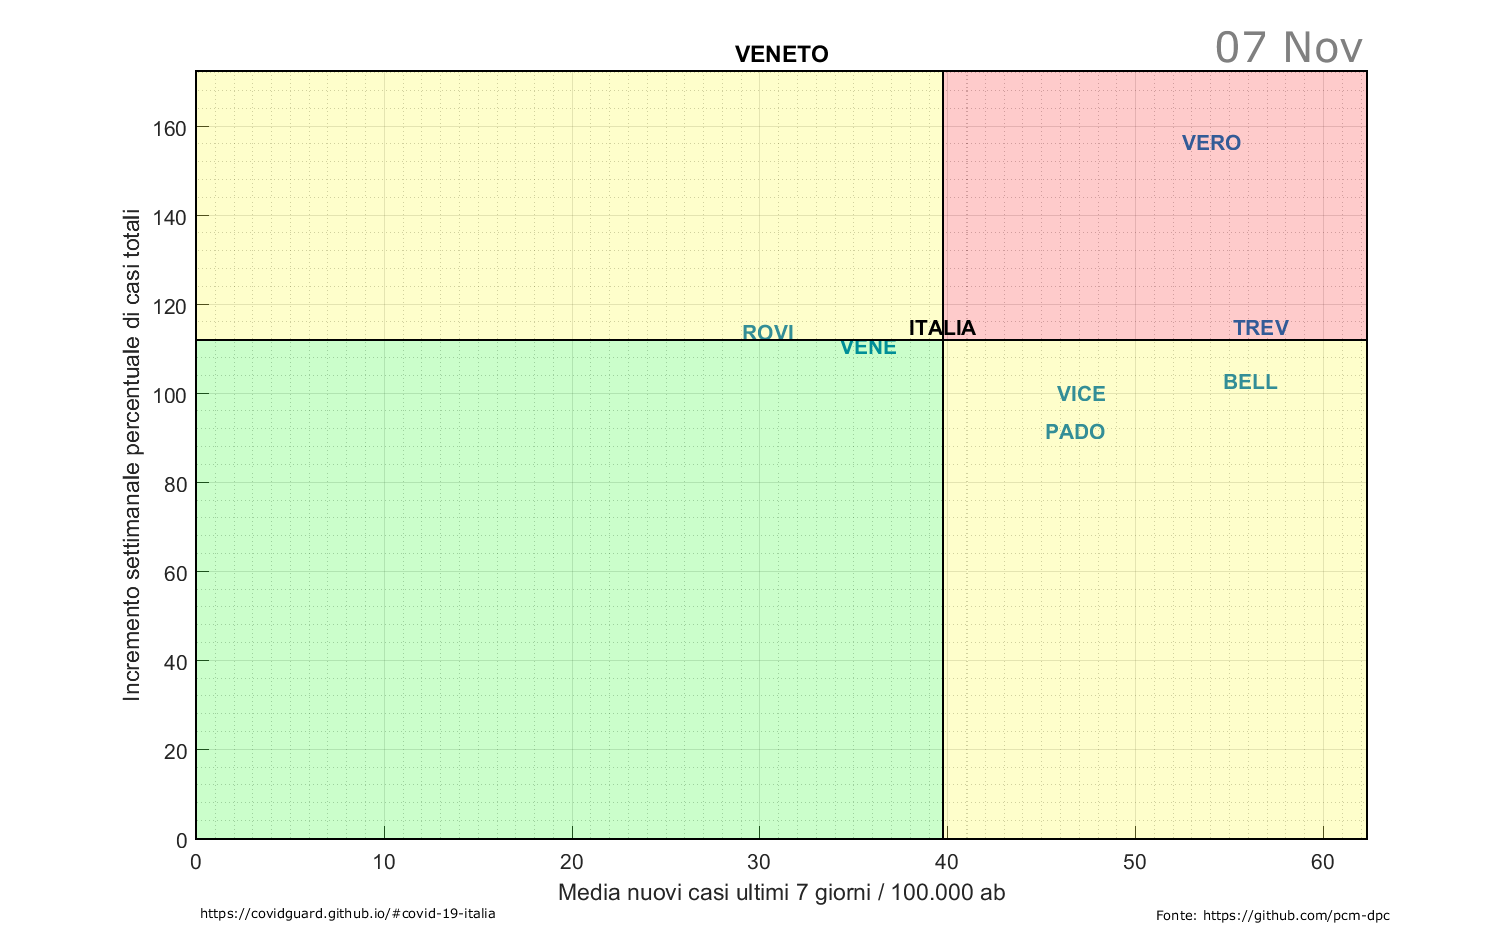 VENETO
07 Nov
Incremento settimanale percentuale di casi totali
160
140
120
100
80
60
40
20
0
VERO
ITALIA
TREV
ROVI
VENE
BELL
VICE
PADO
0 10 20 30 40 50 60
Media nuovi casi ultimi 7 giorni / 100.000 ab
https://covidguard.github.io/#covid-19-italia
Fonte: https://github.com/pcm-dpc